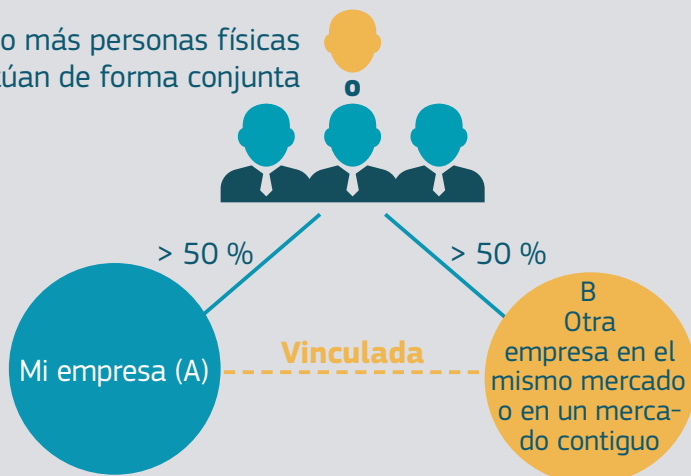 o más personas físicas
túan de forma conjunta
o
> 50 %
> 50 %
Mi empresa (A)
Vinculada
B
Otra
empresa en el
mismo mercado
o en un merca-
do contiguo